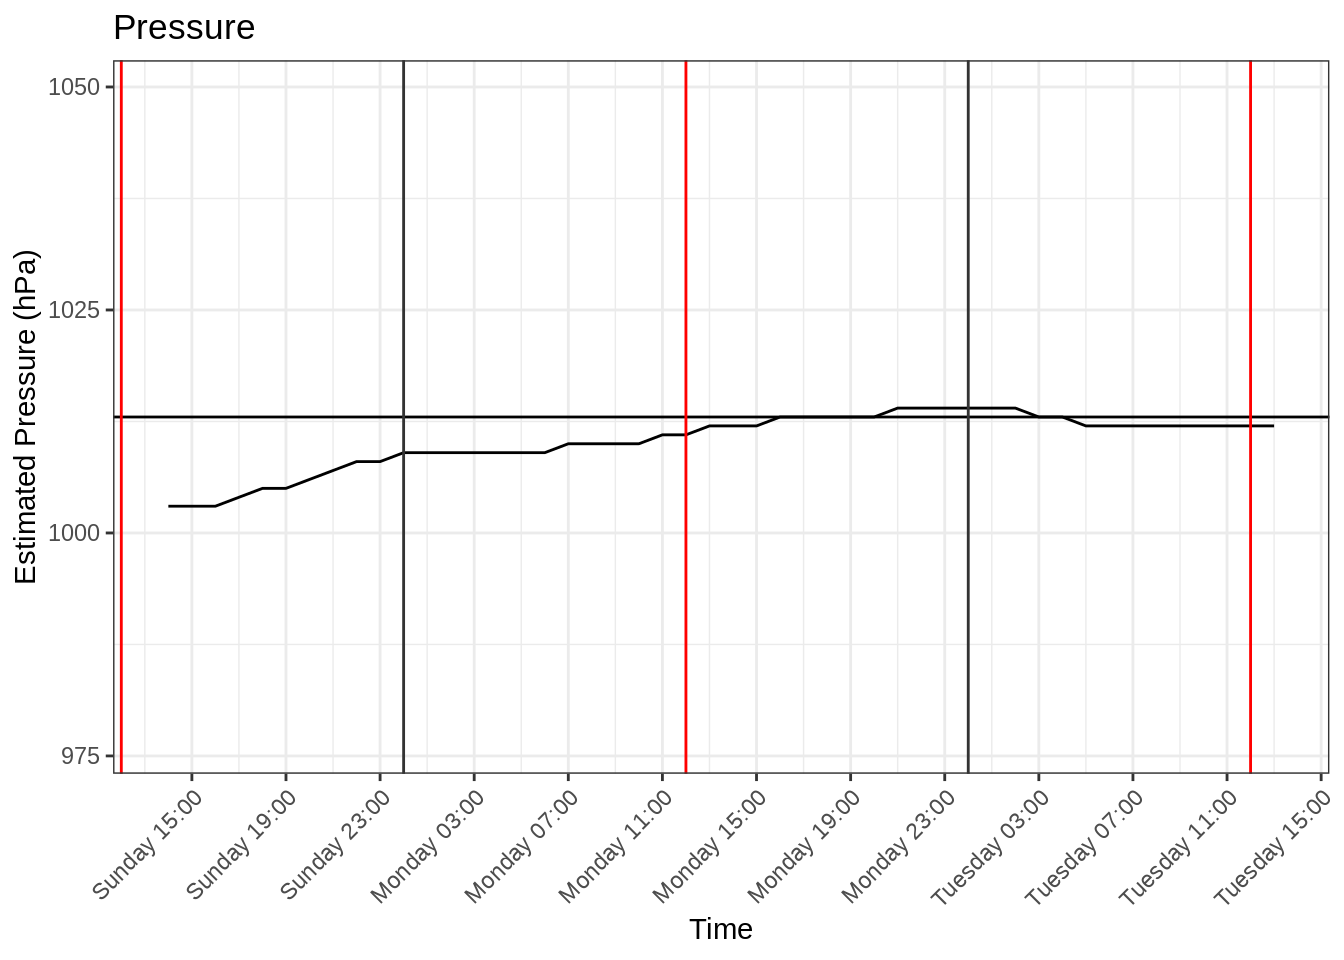 Pressure
Estimated Pressure (hPa)
1050
1025
1000
975
Sunday 15:00
Sunday 19:00
Sunday 23:00
Monday 03:00
Monday 07:00
Monday 11:00
Monday 15:00
Monday 19:00
Monday 23:00
Tuesday 03:00
Tuesday 07:00
Tuesday 11:00
Tuesday 15:00
Time